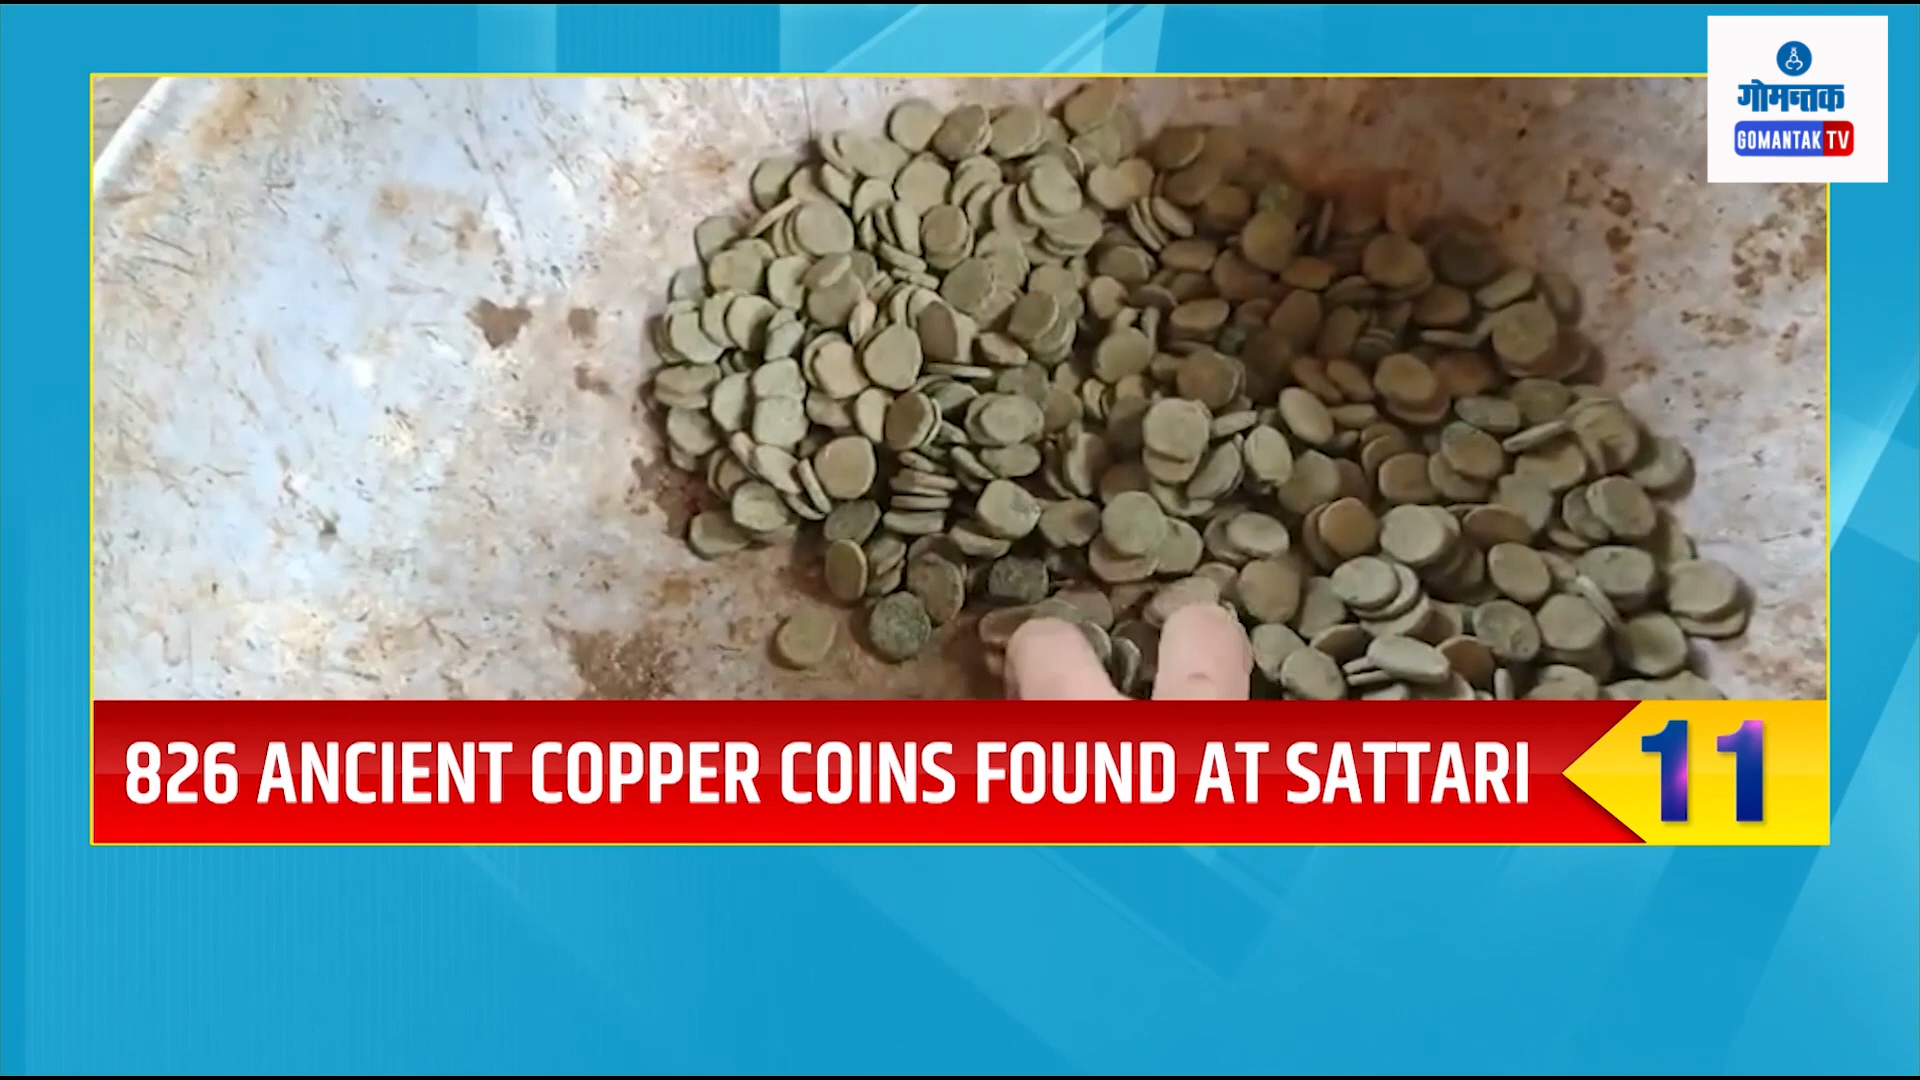 गोमन्तक
GOMANTAK TV
826 ANCIENT COPPER COINS FOUND AT SATTARI
11